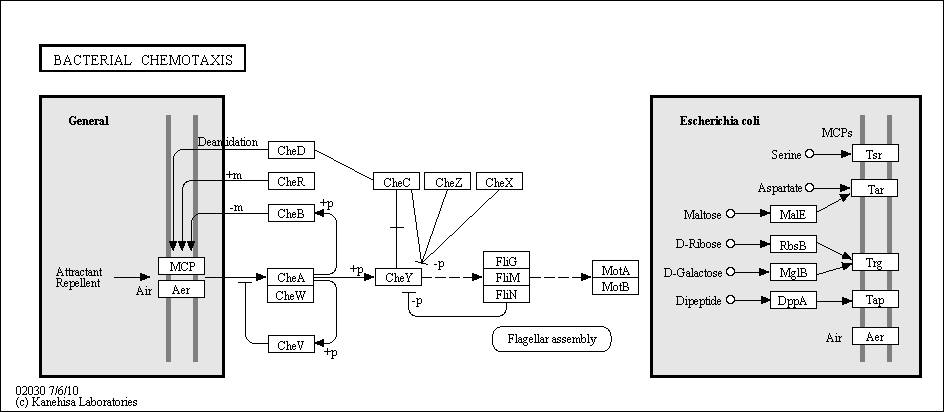 BACTERIAL CHEMOTAXIS
General
Deamidation
CheD
+m
CheR
-m
CheB
+p
MCP
Attractant
Repellent
Air
Aer
CheA
CheW
CheV
+p
+p
CheC
CheZ
CheX
-p
CheY
-p
FliG
FliM
FliN
MotA
MotB
Flagellar assembly
Escherichia coli
MCPs
Serine
Tsr
Aspartate
Tar
Maltose
MalE
D-Ribose
RbsB
Trg
D-Galactose
MglB
Dipeptide
DppA
Tap
Air
Aer
02030 7/6/10
(c) Kanehisa Laboratories